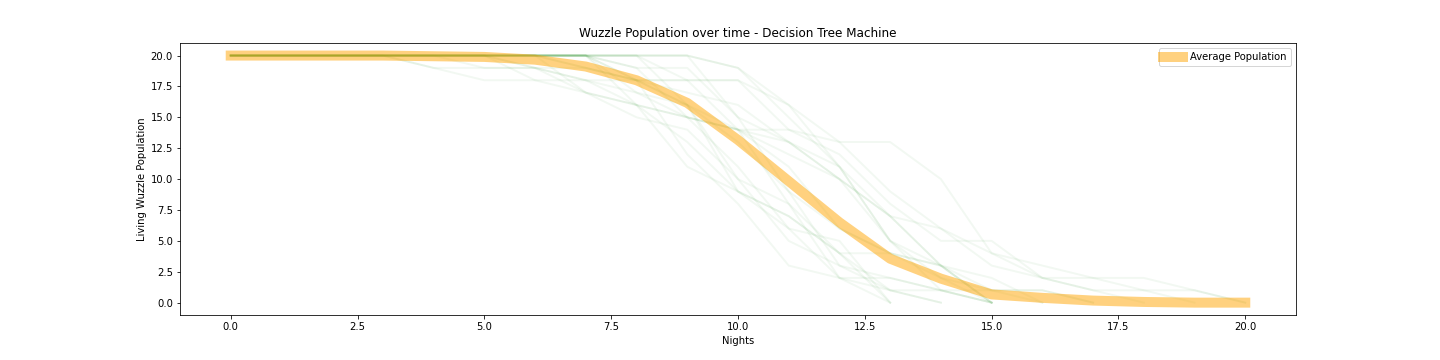 Wuzzle Population over time - Decision Tree Machine
Average Population
Living Wuzzle Population
20.0
17.5
15.0
12.5
10.0
7.5
5.0
2.5
0.0
0.0 2.5 5.0 7.5 10.0 12.5 15.0 17.5 20.0
Nights